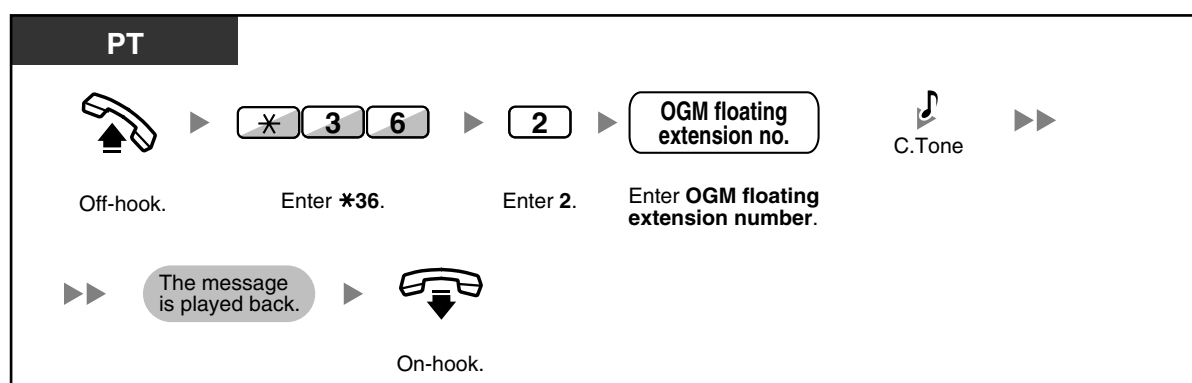 PT
✳ 3 6
2
OGM floating
extension no.
C.Tone
Off-hook.
Enter ✳36.
Enter 2.
Enter OGM floating
extension number.
The message
is played back.
On-hook.